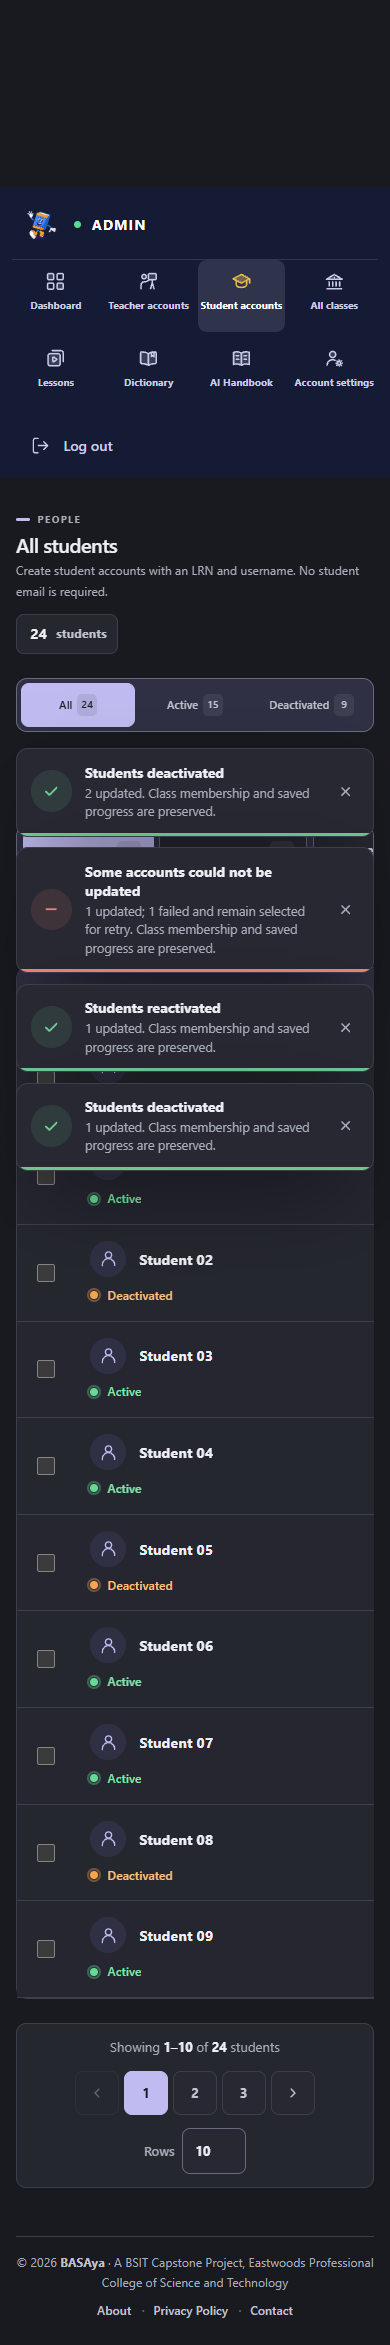 ADMIN
Dashboard
Teacher accounts
Student accounts
All classes
Lessons
Dictionary
AI Handbook
Account settings
Log out
PEOPLE
All students
Create student accounts with an LRN and username. No student
email is required.
24 students
All 24
Active 15
Deactivated 9
Students deactivated
2 updated. Class membership and saved
progress are preserved.
Some accounts could not be
updated
1 updated; 1 failed and remain selected
for retry. Class membership and saved
progress are preserved.
Students reactivated
1 updated. Class membership and saved
progress are preserved.
Students deactivated
1 updated. Class membership and saved
progress are preserved.
Active
Student 02
Deactivated
Student 03
Active
Student 04
Active
Student 05
Deactivated
Student 06
Active
Student 07
Active
Student 08
Deactivated
Student 09
Active
Showing 1–10 of 24 students
1 2 3
Rows 10
© 2026 BASAya · A BSIT Capstone Project, Eastwoods Professional
College of Science and Technology
About · Privacy Policy · Contact